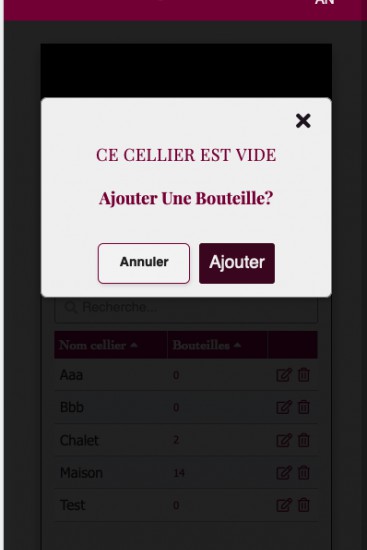 AN
CE CELLIER EST VIDE
Ajouter Une Bouteille?
Annuler Ajouter
Recherche...
Nom cellier Bouteilles
Aaa 0
Bbb 0
Chalet 2
Maison 14
Test 0